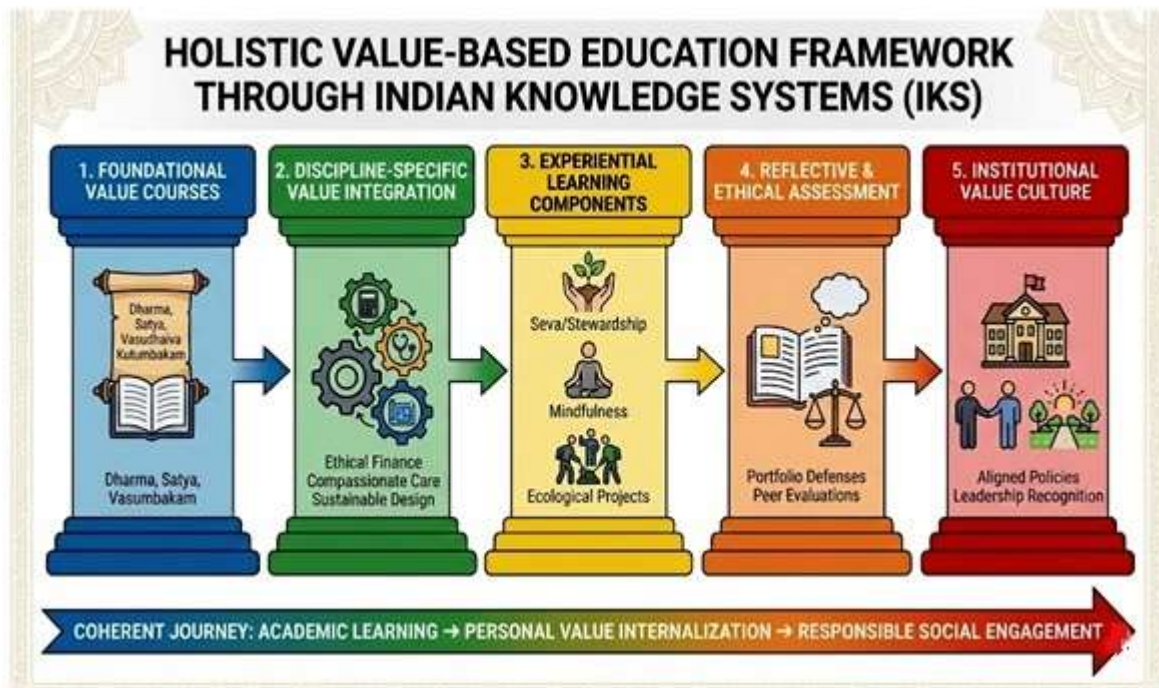 HOLISTIC VALUE-BASED EDUCATION FRAMEWORK
THROUGH INDIAN KNOWLEDGE SYSTEMS (IKS)
1. FOUNDATIONAL
VALUE COURSES
Dharma,
Satya,
Vasudhaiva
Kutumbakam
Dharma, Satya,
Vasumbakam
2. DISCIPLINE-SPECIFIC
VALUE INTEGRATION
Ethical Finance
Compassionate Care
Sustainable Design
3. EXPERIENTIAL
LEARNING
COMPONENTS
Seva/Stewardship
Mindfulness
Ecological Projects
4. REFLECTIVE &
ETHICAL ASSESSMENT
Portfolio Defenses
Peer Evaluations
5. INSTITUTIONAL
VALUE CULTURE
Aligned Policies
Leadership Recognition
COHERENT JOURNEY: ACADEMIC LEARNING → PERSONAL VALUE INTERNALIZATION → RESPONSIBLE SOCIAL ENGAGEMENT